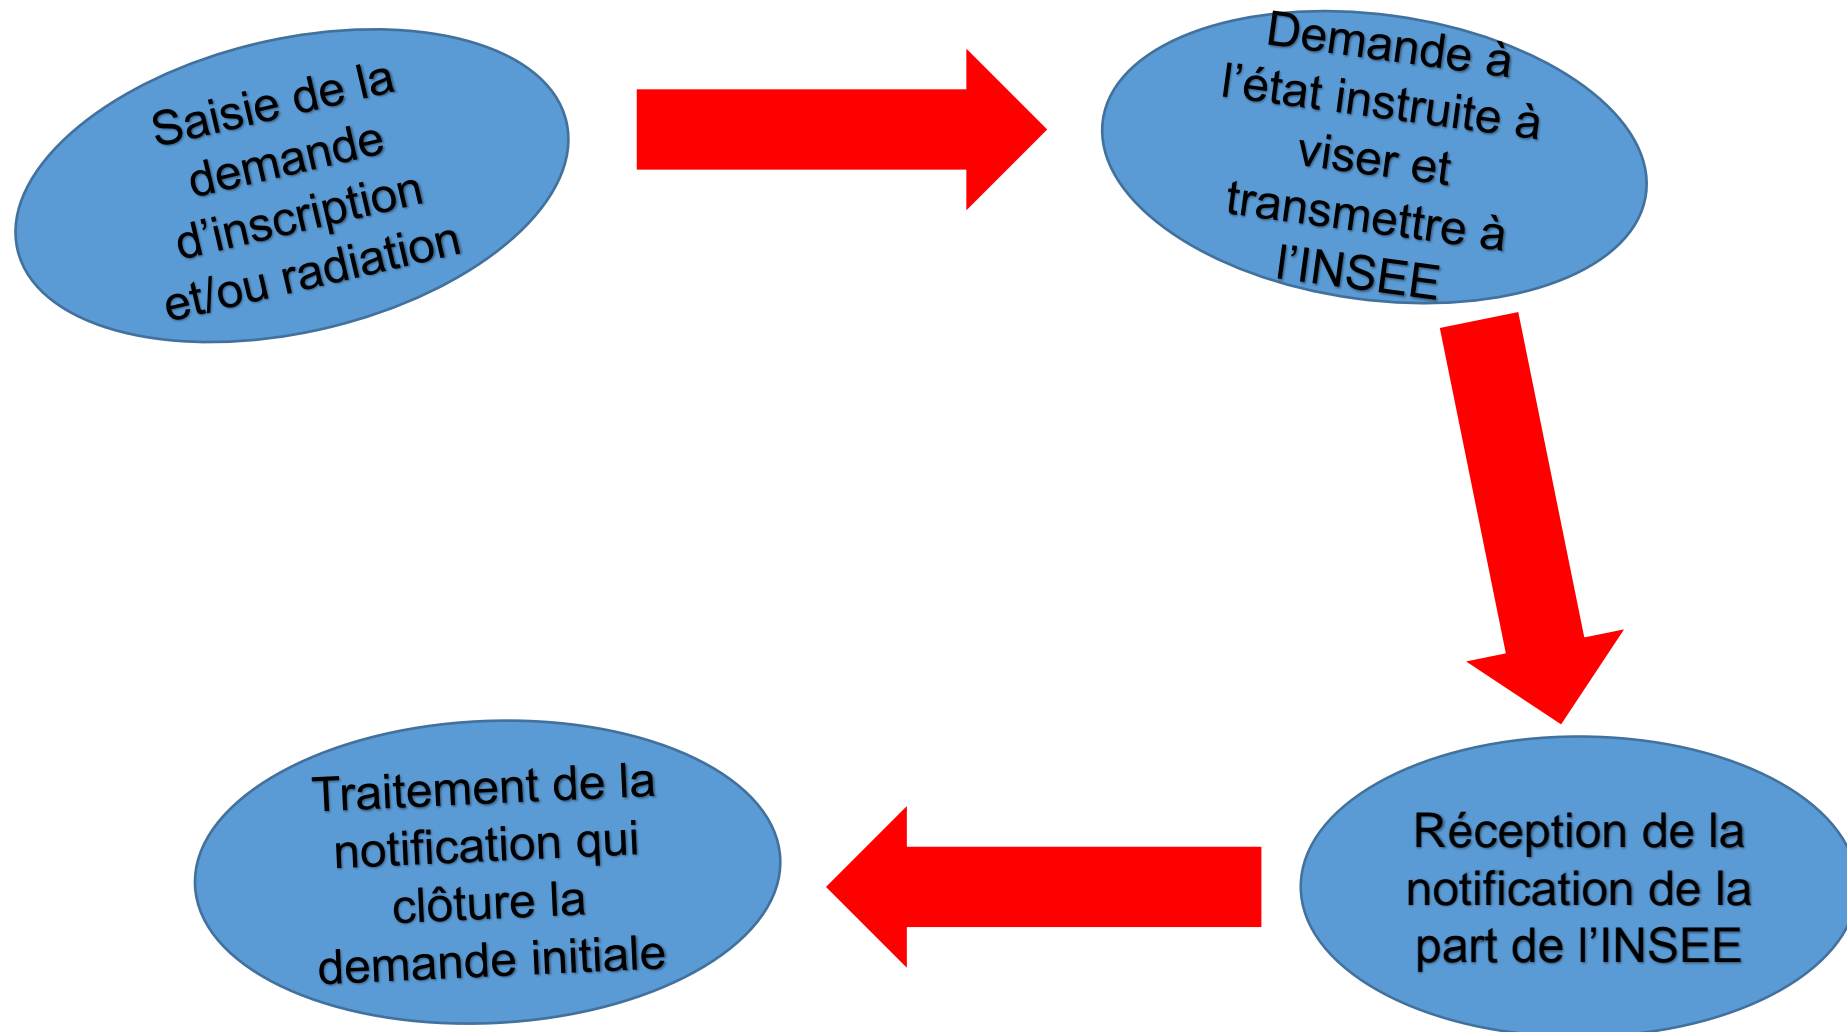 Saisie de la
demande
d’inscription
et/ou radiation
Demande à
l’état instruite à
viser et
transmettre à
l’INSEE
Réception de la
notification de la
part de l’INSEE
Traitement de la
notification qui
clôture la
demande initiale